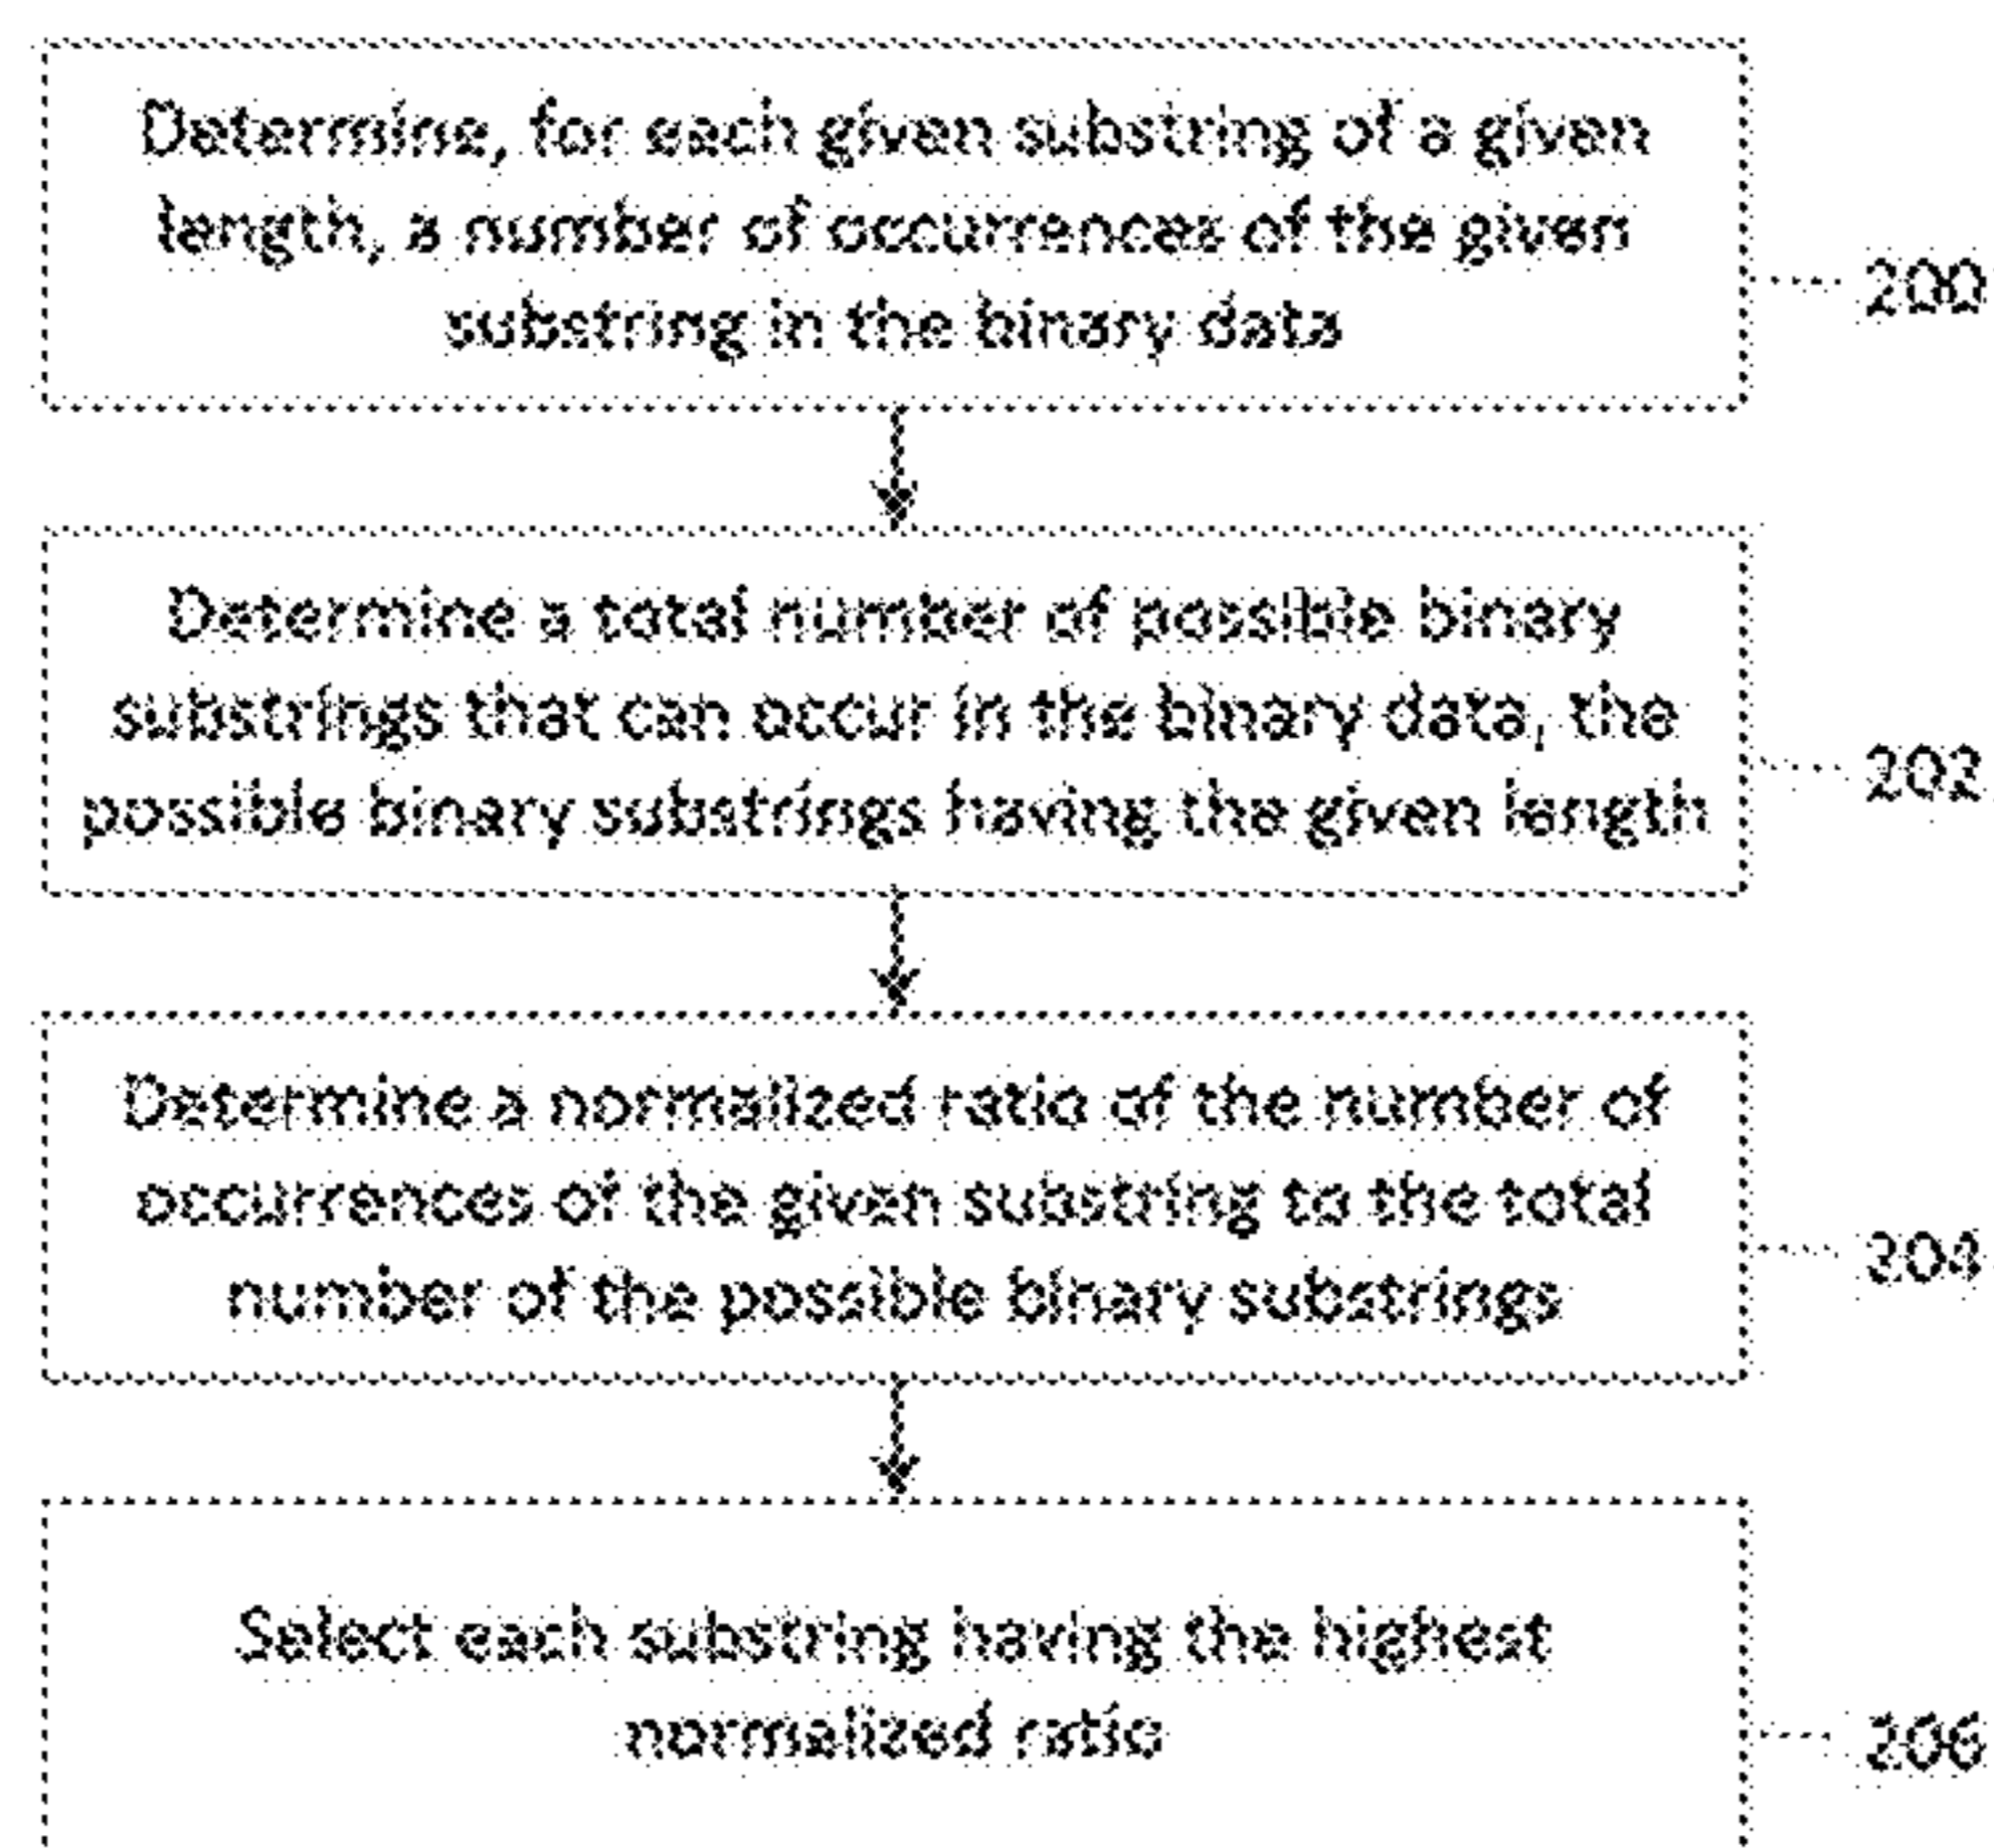 Determine, for each given substring of a given
length, a number of occurrences of the given
substring in the binary data
200
Determine a total number of possible binary
substrings that can occur in the binary data, the
possible binary substrings having the given length
202
Determine a normalized ratio of the number of
occurrences of the given substring to the total
number of the possible binary substrings
204
Select each substring having the highest
normalized ratio
206